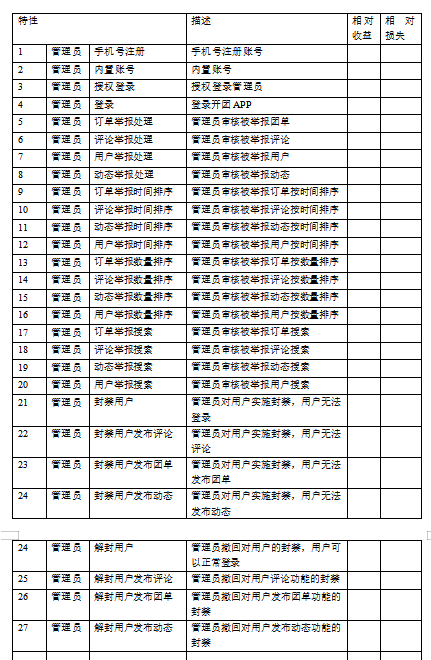 特性 描述 相对 相对
收益 损失
1 管理员 手机号注册 手机号注册账号
2 管理员 内置账号 内置账号
3 管理员 授权登录 授权登录管理员
4 管理员 登录 登录开团 APP
5 管理员 订单举报处理 管理员审核被举报团单
6 管理员 评论举报处理 管理员审核被举报评论
7 管理员 用户举报处理 管理员审核被举报用户
8 管理员 动态举报处理 管理员审核被举报动态
9 管理员 订单举报时间排序 管理员审核被举报订单按时间排序
10 管理员 评论举报时间排序 管理员审核被举报评论按时间排序
11 管理员 动态举报时间排序 管理员审核被举报动态按时间排序
12 管理员 用户举报时间排序 管理员审核被举报用户按时间排序
13 管理员 订单举报数量排序 管理员审核被举报订单按数量排序
14 管理员 评论举报数量排序 管理员审核被举报评论按数量排序
15 管理员 动态举报数量排序 管理员审核被举报动态按数量排序
16 管理员 用户举报数量排序 管理员审核被举报用户按数量排序
17 管理员 订单举报搜索 管理员审核被举报订单搜索
18 管理员 评论举报搜索 管理员审核被举报评论搜索
19 管理员 动态举报搜索 管理员审核被举报动态搜索
20 管理员 用户举报搜索 管理员审核被举报用户搜索
21 管理员 封禁用户 管理员对用户实施封禁，用户无法
登录
22 管理员 封禁用户发布评论 管理员对用户实施封禁，用户无法
评论
23 管理员 封禁用户发布团单 管理员对用户实施封禁，用户无法
发布团单
24 管理员 封禁用户发布动态 管理员对用户实施封禁，用户无法
发布动态
24 管理员 解封用户 管理员撤回对用户的封禁，用户可
以正常登录
25 管理员 解封用户发布评论 管理员撤回对用户评论功能的封禁
26 管理员 解封用户发布团单 管理员撤回对用户发布团单功能的
封禁
27 管理员 解封用户发布动态 管理员撤回对用户发布动态功能的
封禁